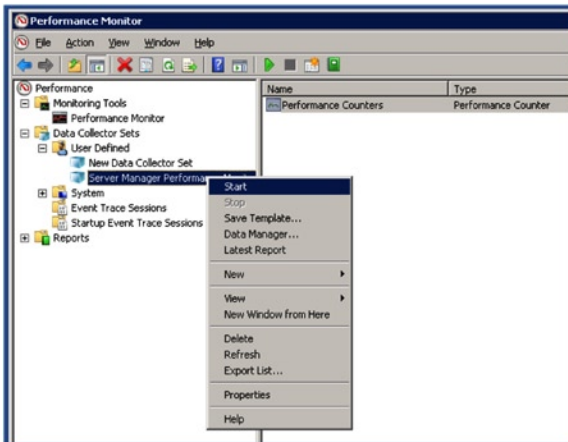 Performance Monitor
File Action View Window Help
Performance
Monitoring Tools
Performance Monitor
Data Collector Sets
User Defined
New Data Collector Set
Server Manager Performance
System
Event Trace Sessions
Startup Event Trace Sessions
Reports
Name Type
Performance Counters Performance Counter
Start
Stop
Save Template...
Data Manager...
Latest Report
New
View
New Window from Here
Delete
Refresh
Export List...
Properties
Help